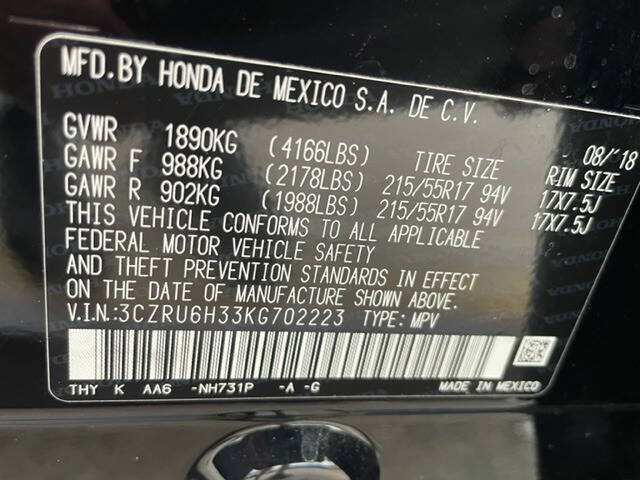 MFD. BY HONDA DE MEXICO S.A. DE C.V.
08/'18
GVWR 1890KG (4166LBS) TIRE SIZE RIM SIZE
GAWR F 988KG (2178LBS) 215/55R17 94V 17X7.5J
GAWR R 902KG (1988LBS) 215/55R17 94V 17X7.5J
THIS VEHICLE CONFORMS TO ALL APPLICABLE
FEDERAL MOTOR VEHICLE SAFETY
AND THEFT PREVENTION STANDARDS IN EFFECT
ON THE DATE OF MANUFACTURE SHOWN ABOVE.
V.I.N.:3CZRU6H33KG702223 TYPE: MPV
THY K AA6 -NH731P -A -G MADE IN MEXICO